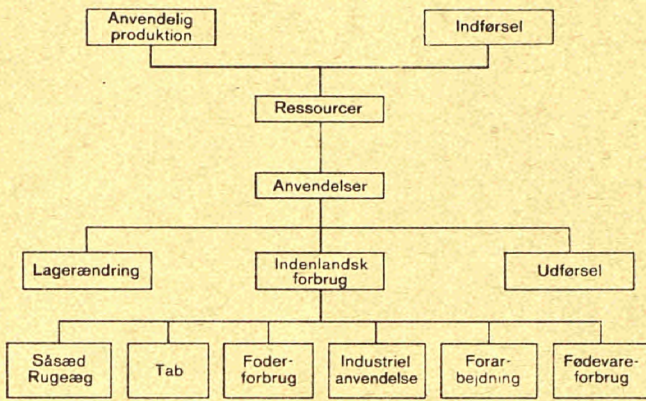 Anvendelig
produktion
Indførsel
Ressourcer
Anvendelser
Lagerændring
Indenlandsk
forbrug
Udførsel
Såsæd
Rugeæg
Tab
Foder-
forbrug
Industriel
anvendelse
Forar-
bejdning
Fødevare-
forbrug